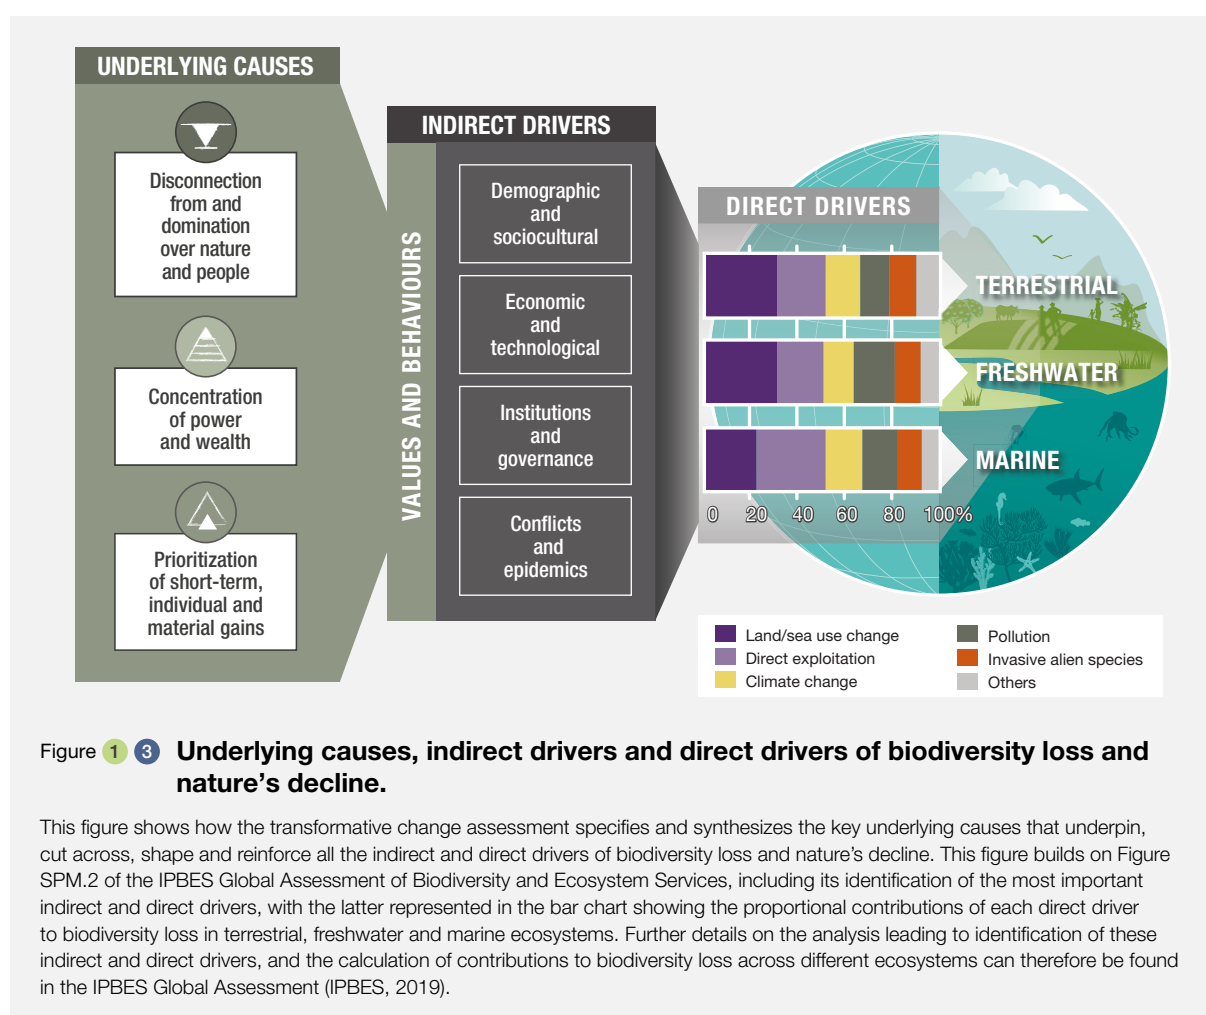 UNDERLYING CAUSES
Disconnection
from and
domination
over nature
and people
Concentration
of power
and wealth
Prioritization
of short-term,
individual and
material gains
INDIRECT DRIVERS
VALUES AND BEHAVIOURS
Demographic
and
sociocultural
Economic
and
technological
Institutions
and
governance
Conflicts
and
epidemics
DIRECT DRIVERS
TERRESTRIAL
FRESHWATER
MARINE
0 20 40 60 80 100%
Land/sea use change
Direct exploitation
Climate change
Pollution
Invasive alien species
Others
Figure 1 3 Underlying causes, indirect drivers and direct drivers of biodiversity loss and
nature’s decline.
This figure shows how the transformative change assessment specifies and synthesizes the key underlying causes that underpin,
cut across, shape and reinforce all the indirect and direct drivers of biodiversity loss and nature’s decline. This figure builds on Figure
SPM.2 of the IPBES Global Assessment of Biodiversity and Ecosystem Services, including its identification of the most important
indirect and direct drivers, with the latter represented in the bar chart showing the proportional contributions of each direct driver
to biodiversity loss in terrestrial, freshwater and marine ecosystems. Further details on the analysis leading to identification of these
indirect and direct drivers, and the calculation of contributions to biodiversity loss across different ecosystems can therefore be found
in the IPBES Global Assessment (IPBES, 2019).